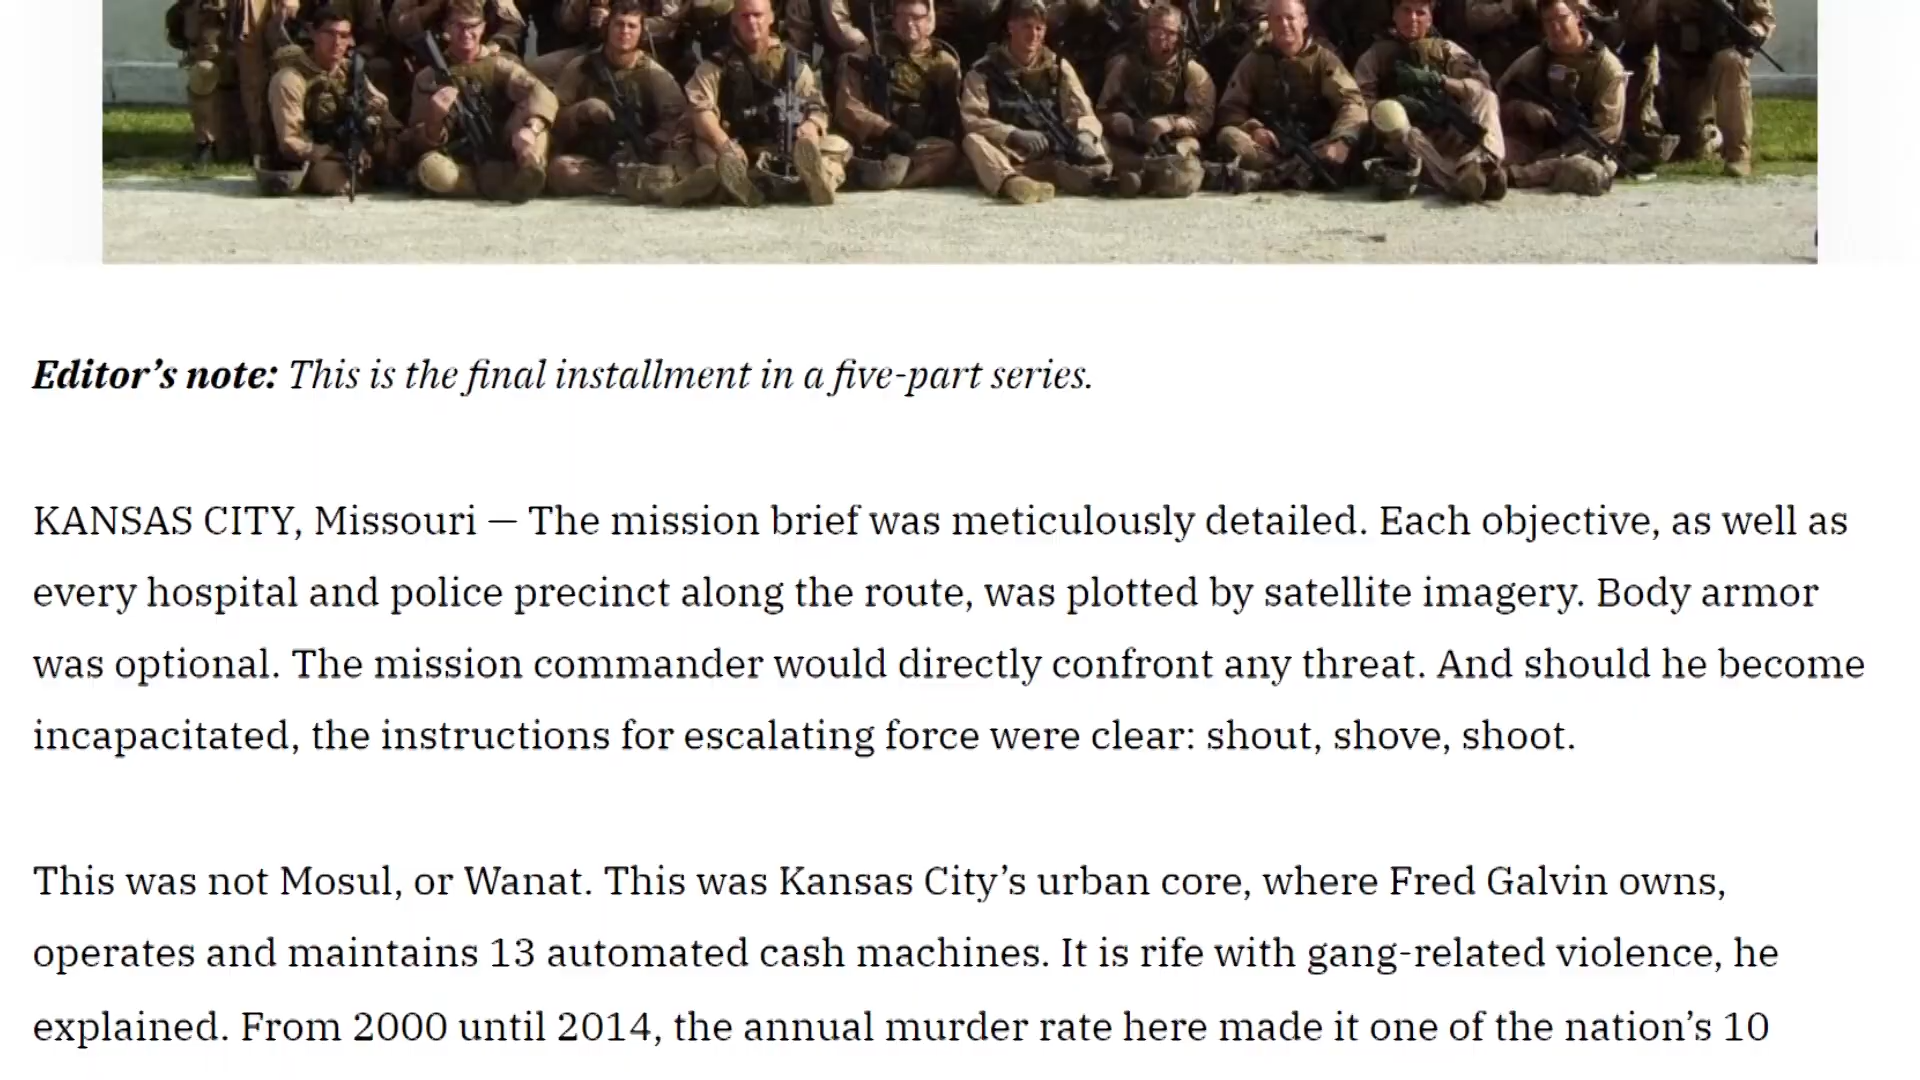 Editor’s note: This is the final installment in a five-part series.
KANSAS CITY, Missouri — The mission brief was meticulously detailed. Each objective, as well as
every hospital and police precinct along the route, was plotted by satellite imagery. Body armor
was optional. The mission commander would directly confront any threat. And should he become
incapacitated, the instructions for escalating force were clear: shout, shove, shoot.
This was not Mosul, or Wanat. This was Kansas City’s urban core, where Fred Galvin owns,
operates and maintains 13 automated cash machines. It is rife with gang-related violence, he
explained. From 2000 until 2014, the annual murder rate here made it one of the nation’s 10